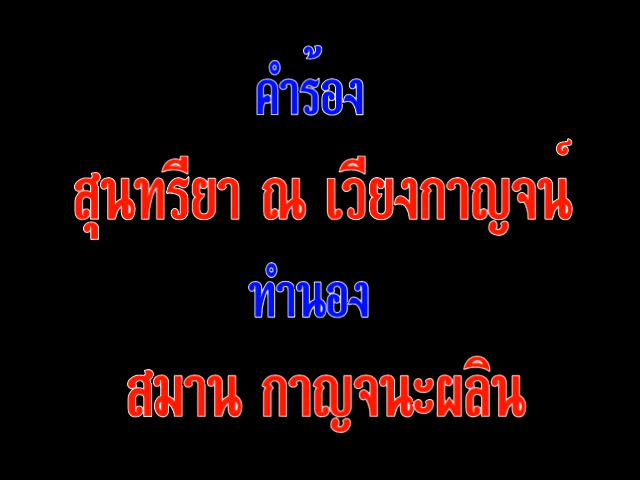 คำร้อง
สุนทรียา ณ เวียงกาญจน์
ทำนอง
สมาน กาญจนะผลิน